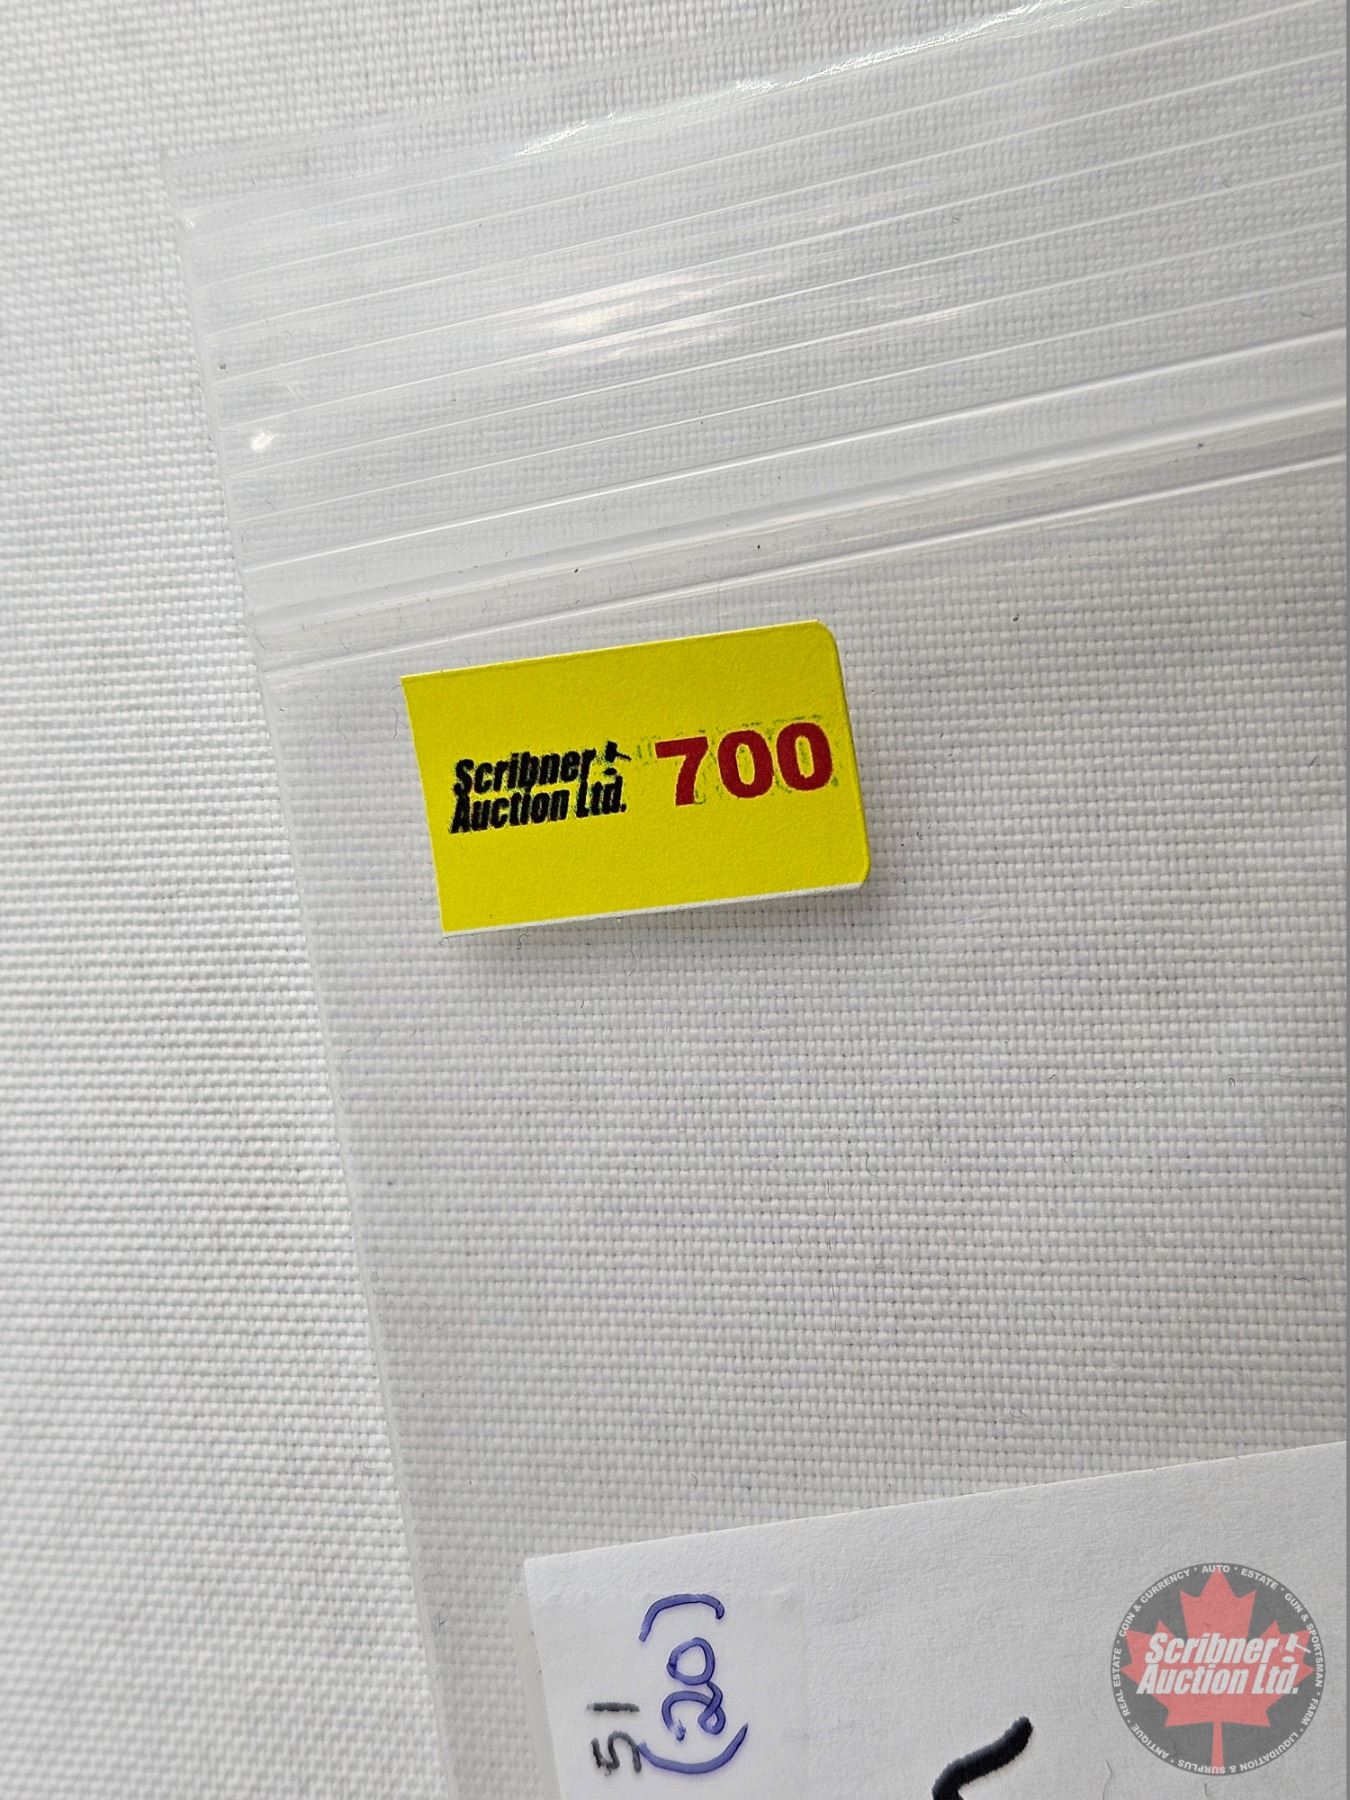 Scribner
Auction Ltd.
700
51
(20)
COIN & CURRENCY • AUTO • ESTATE • GUN & SPORTSMAN • FARM • LIQUIDATION & SURPLUS • ANTIQUE • REAL ESTATE •
Scribner
Auction Ltd.